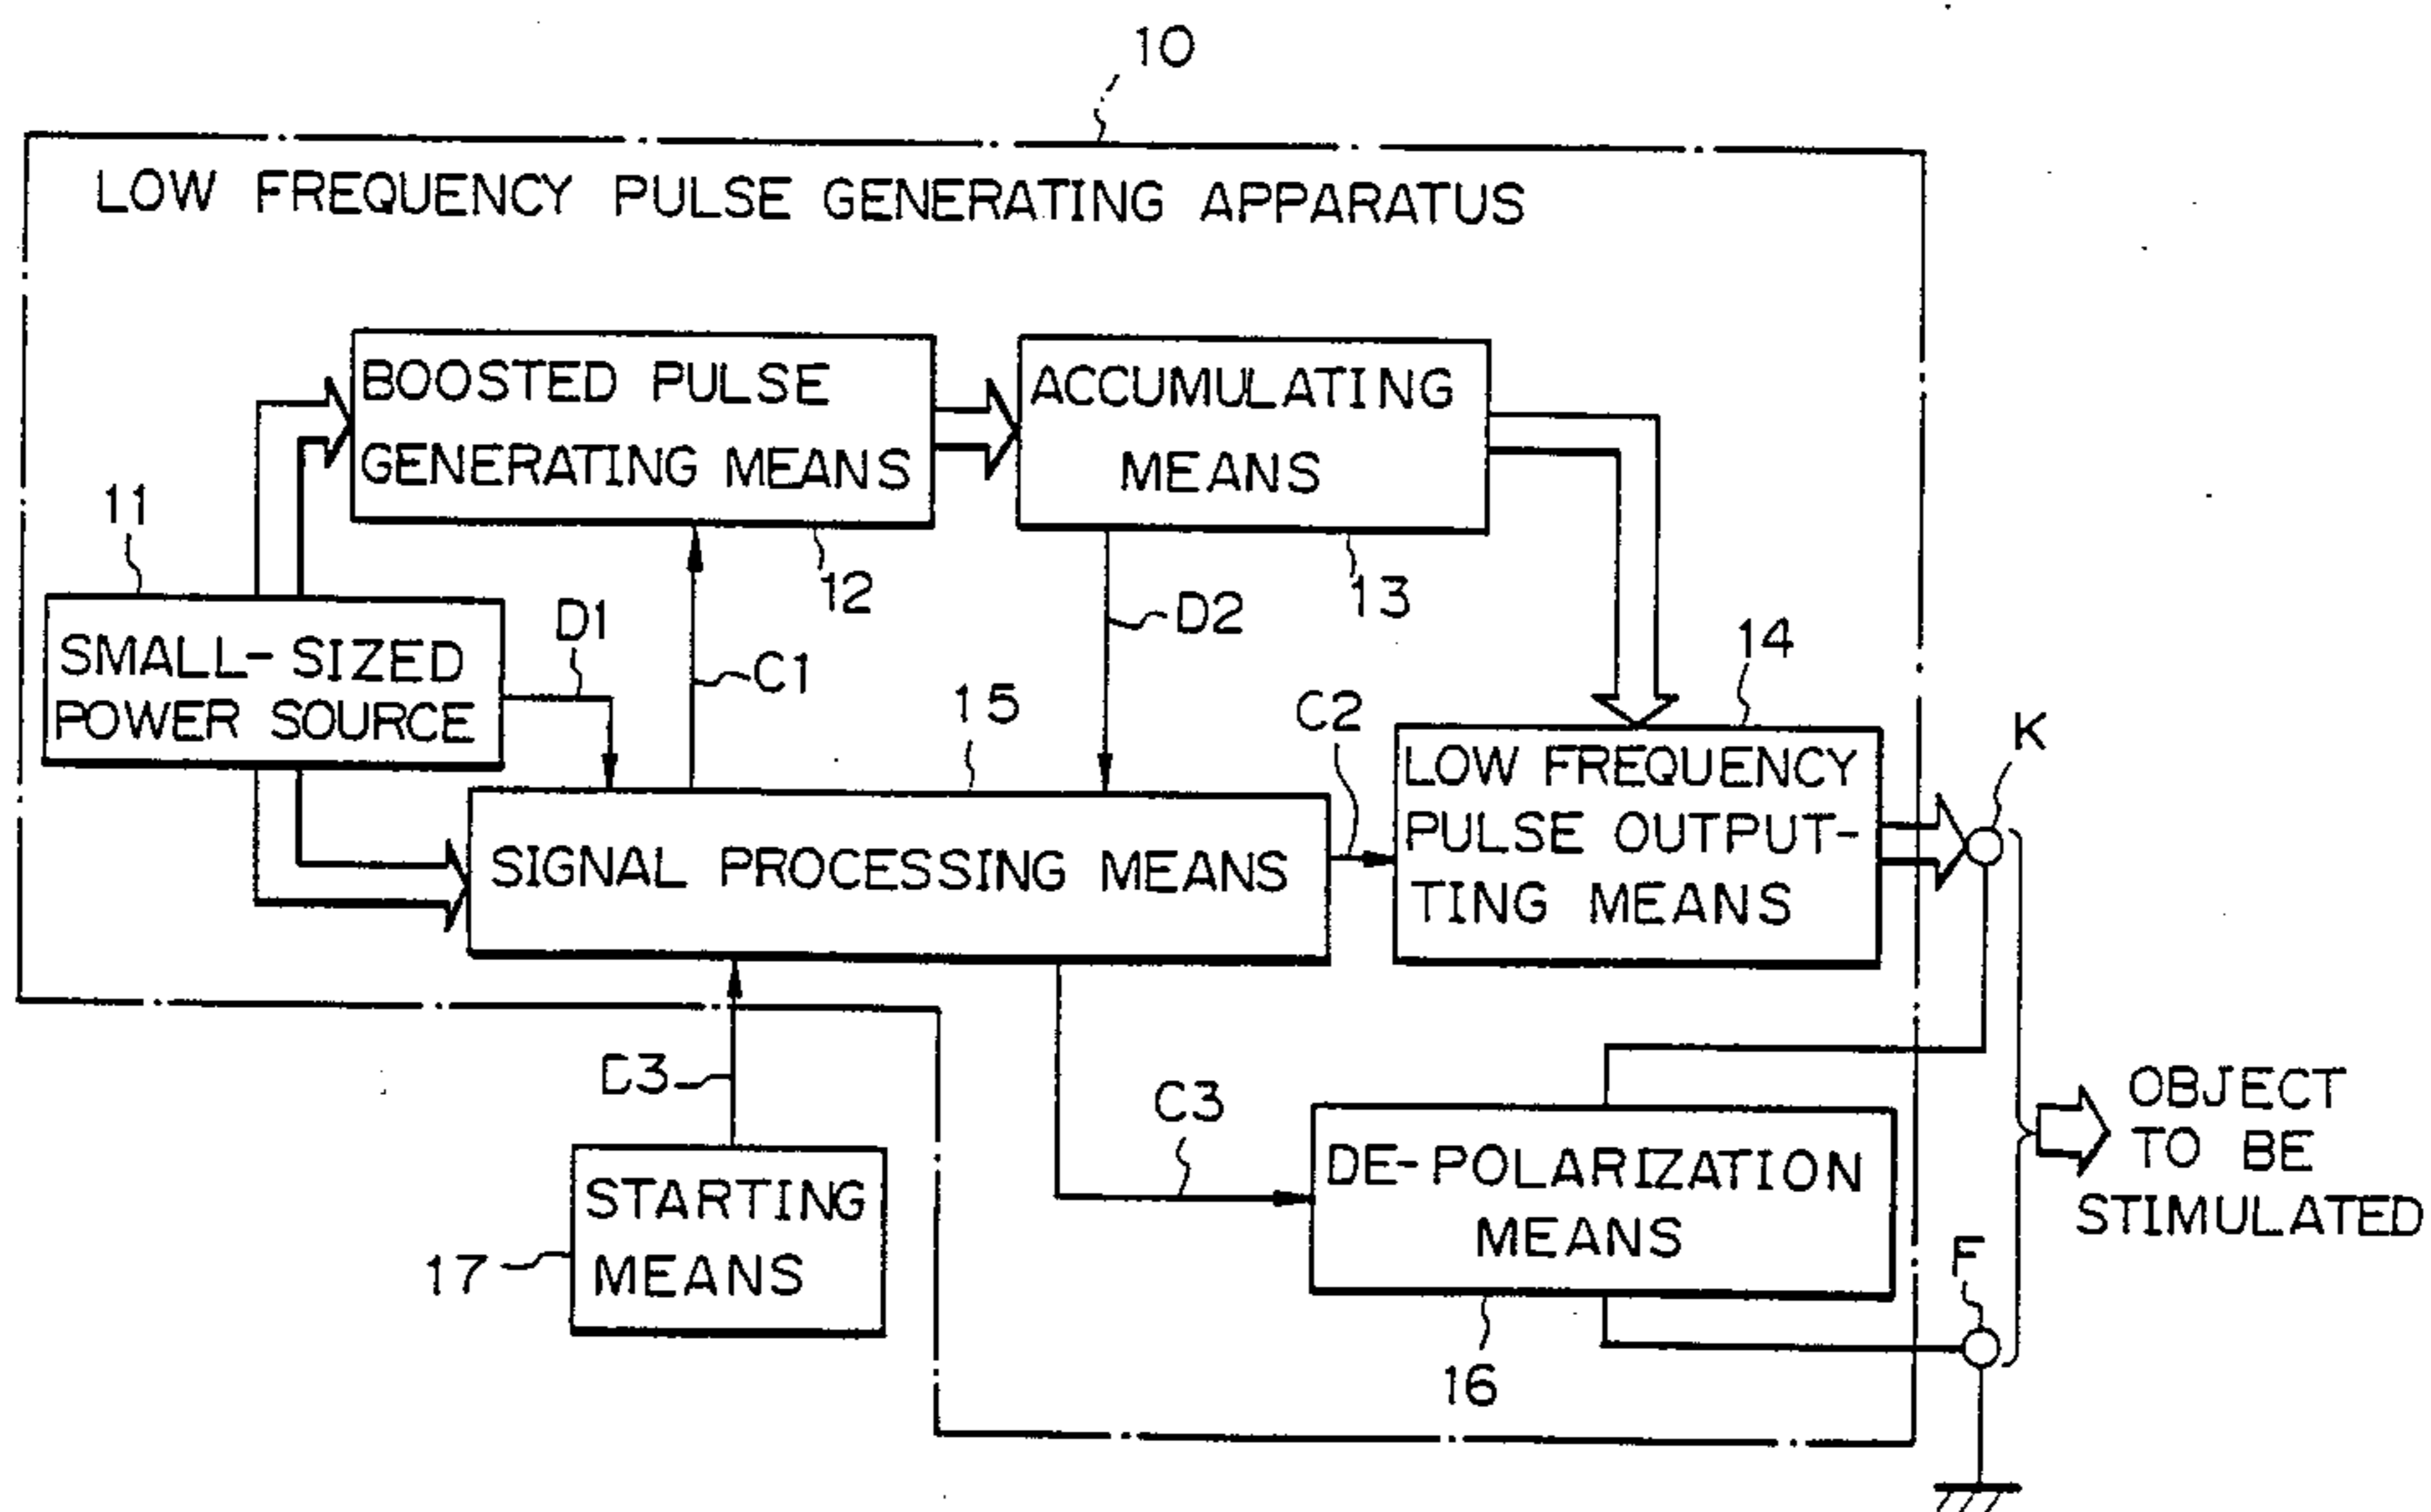 10
LOW FREQUENCY PULSE GENERATING APPARATUS
BOOSTED PULSE
GENERATING MEANS
12
ACCUMULATING
MEANS
13
11
SMALL-SIZED
POWER SOURCE
D1
C1
D2
15
SIGNAL PROCESSING MEANS
C2
14
LOW FREQUENCY
PULSE OUTPUT-
TING MEANS
K
D3
STARTING
MEANS
17
C3
DE-POLARIZATION
MEANS
16
F
OBJECT
TO BE
STIMULATED